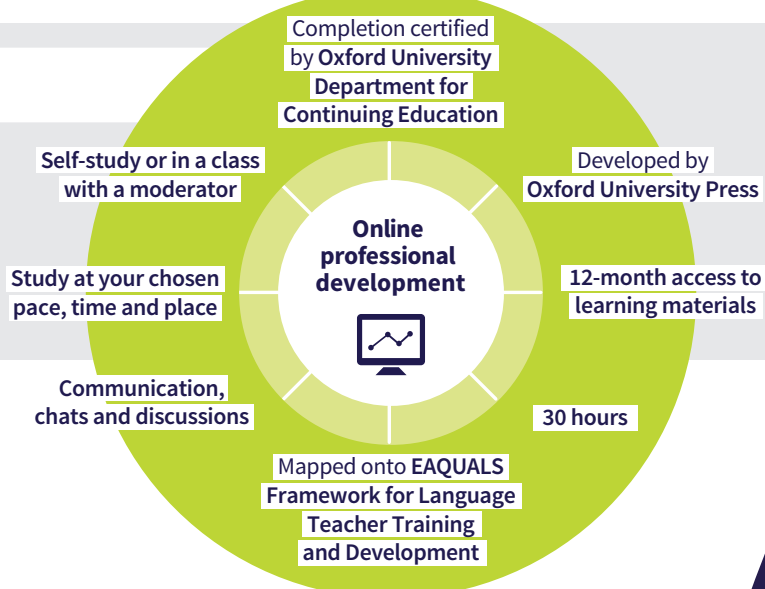 Completion certified
by Oxford University
Department for
Continuing Education
Developed by
Oxford University Press
12-month access to
learning materials
30 hours
Mapped onto EAQUALS
Framework for Language
Teacher Training
and Development
Communication,
chats and discussions
Study at your chosen
pace, time and place
Self-study or in a class
with a moderator
Online
professional
development